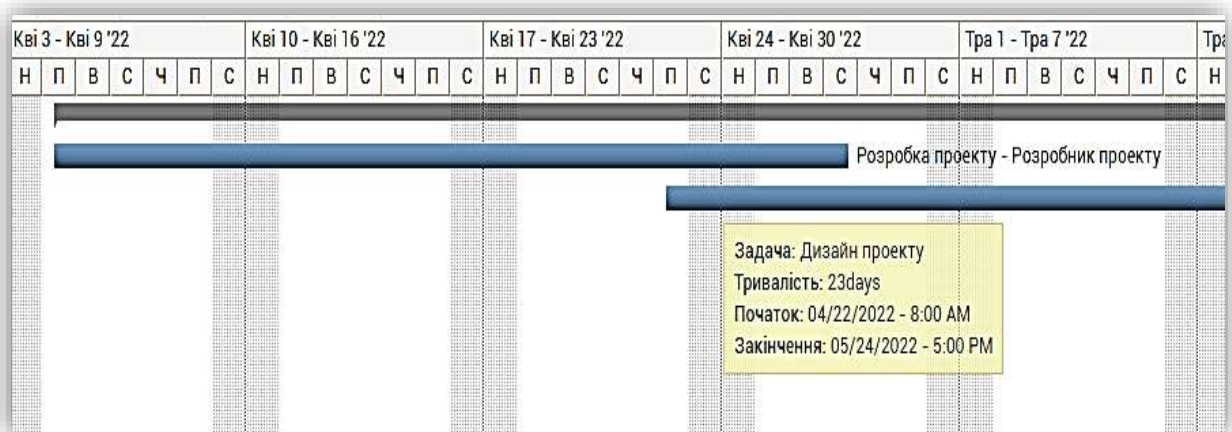 Кві 3 - Кві 9 '22 Кві 10 - Кві 16 '22 Кві 17 - Кві 23 '22 Кві 24 - Кві 30 '22 Тра 1 - Тра 7 '22 Тра
Н П В С Ч П С Н П В С Ч П С Н П В С Ч П С Н П В С Ч П С Н П В С Ч П С Н
Розробка проекту - Розробник проекту
Задача: Дизайн проекту
Тривалість: 23days
Початок: 04/22/2022 - 8:00 AM
Закінчення: 05/24/2022 - 5:00 PM